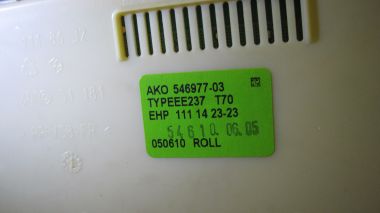 AKO 546977-03
TYPEEE237 T70
EHP 111 14 23-23
54610.06.05
050610 ROLL